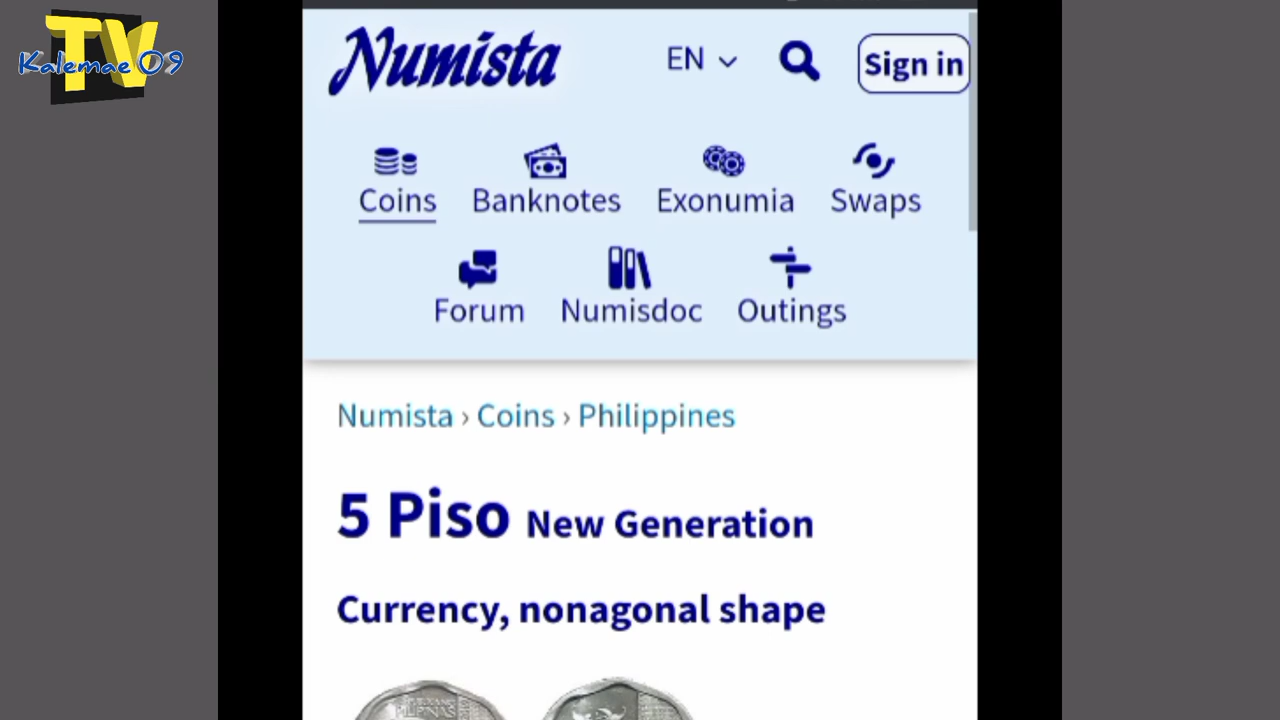 TV
Kalemae 09
Numista
EN
Sign in
Coins Banknotes Exonumia Swaps
Forum Numisdoc Outings
Numista › Coins › Philippines
5 Piso New Generation
Currency, nonagonal shape
PILIPINAS